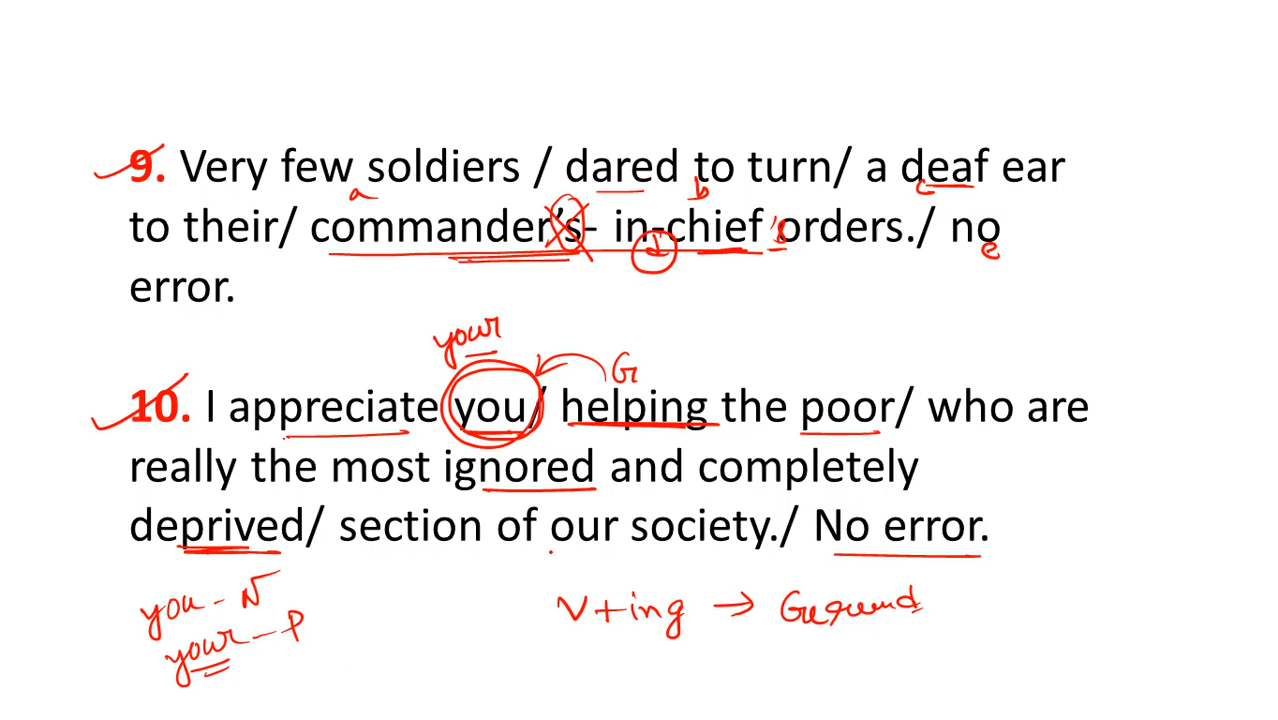 9. Very few soldiers / dared to turn/ a deaf ear
a b c
to their/ commander's- in-chief 's orders./ no
D e
error.
your
G
10. I appreciate you/ helping the poor/ who are
really the most ignored and completely
deprived/ section of our society./ No error.
you - N
V+ing → Gerund
your - P